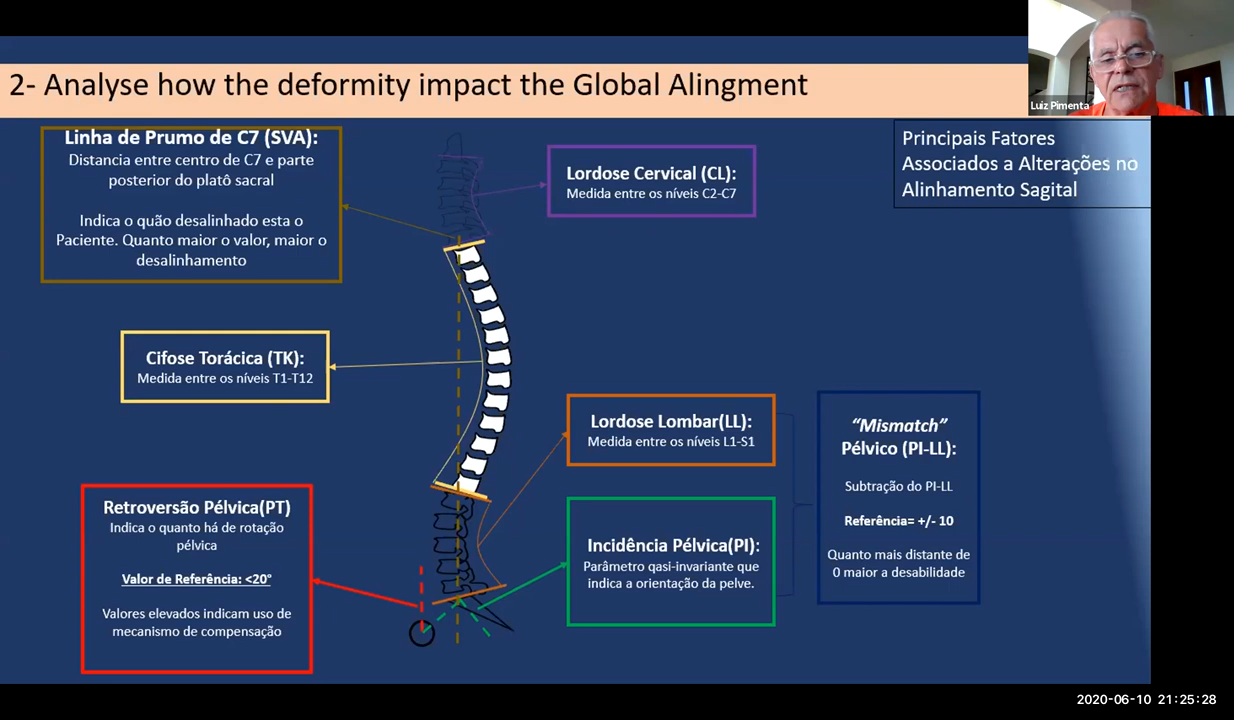 2- Analyse how the deformity impact the Global Alingment
Luiz Pimenta
Linha de Prumo de C7 (SVA):
Distancia entre centro de C7 e parte
posterior do platô sacral
Indica o quão desalinhado esta o
Paciente. Quanto maior o valor, maior o
desalinhamento
Lordose Cervical (CL):
Medida entre os níveis C2-C7
Principais Fatores
Associados a Alterações no
Alinhamento Sagital
Cifose Torácica (TK):
Medida entre os níveis T1-T12
Lordose Lombar(LL):
Medida entre os níveis L1-S1
“Mismatch”
Pélvico (PI-LL):
Subtração do PI-LL
Referência= +/- 10
Quanto mais distante de
0 maior a desabilidade
Retroversão Pélvica(PT)
Indica o quanto há de rotação
pélvica
Valor de Referência: <20°
Valores elevados indicam uso de
mecanismo de compensação
Incidência Pélvica(PI):
Parâmetro qasi-invariante que
indica a orientação da pelve.
2020-06-10 21:25:28